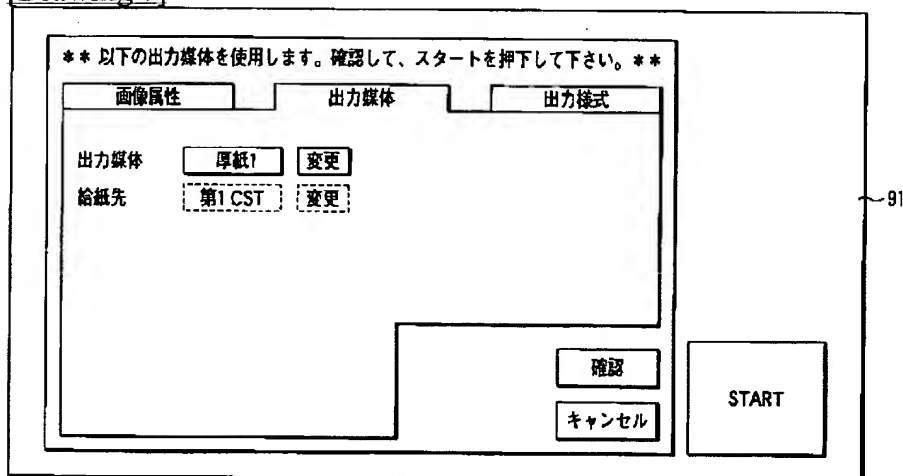 ** 以下の出力媒体を使用します。確認して、スタートを押下して下さい。**
画像属性 出力媒体 出力様式
出力媒体 厚紙1 変更
給紙先 第1 CST 変更
91
確認
START
キャンセル